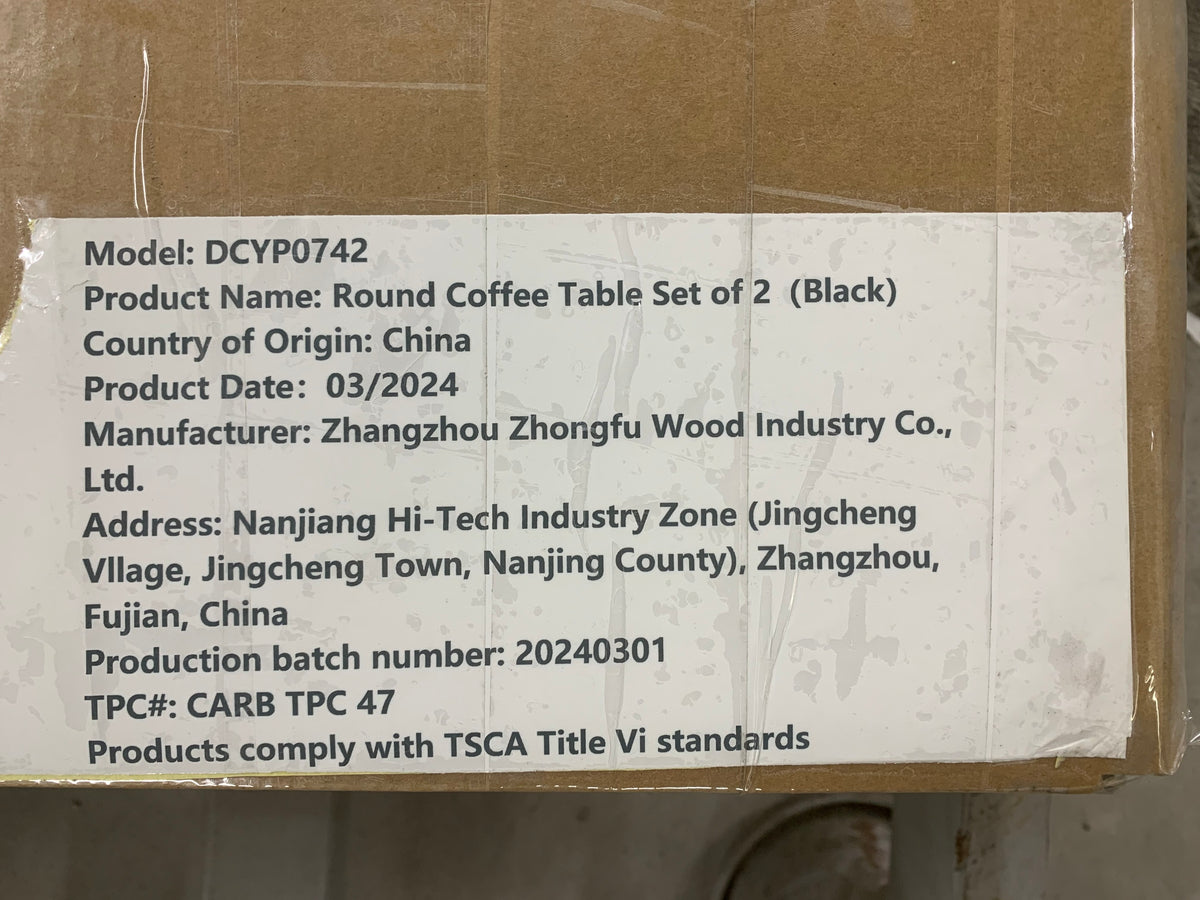 Model: DCYP0742
Product Name: Round Coffee Table Set of 2 (Black)
Country of Origin: China
Product Date: 03/2024
Manufacturer: Zhangzhou Zhongfu Wood Industry Co.,
Ltd.
Address: Nanjiang Hi-Tech Industry Zone (Jingcheng
Vllage, Jingcheng Town, Nanjing County), Zhangzhou,
Fujian, China
Production batch number: 20240301
TPC#: CARB TPC 47
Products comply with TSCA Title Vi standards